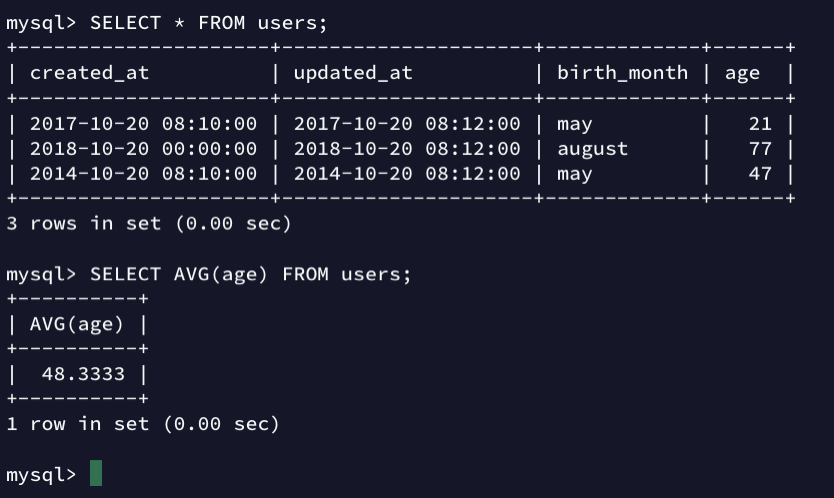 mysql> SELECT * FROM users;
+---------------------+---------------------+-------------+------+
| created_at          | updated_at          | birth_month | age  |
+---------------------+---------------------+-------------+------+
| 2017-10-20 08:10:00 | 2017-10-20 08:12:00 | may         |   21 |
| 2018-10-20 00:00:00 | 2018-10-20 08:12:00 | august      |   77 |
| 2014-10-20 08:10:00 | 2014-10-20 08:12:00 | may         |   47 |
+---------------------+---------------------+-------------+------+
3 rows in set (0.00 sec)

mysql> SELECT AVG(age) FROM users;
+----------+
| AVG(age) |
+----------+
|  48.3333 |
+----------+
1 row in set (0.00 sec)

mysql>